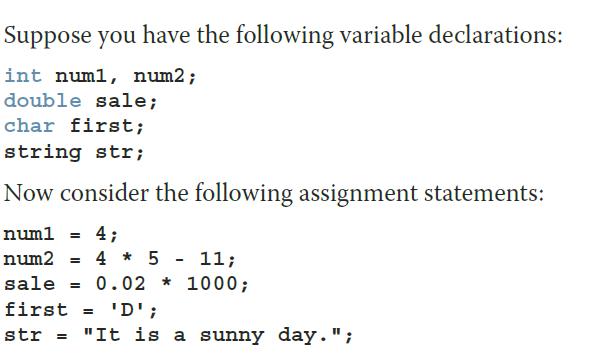 Suppose you have the following variable declarations:
int num1, num2;
double sale;
char first;
string str;
Now consider the following assignment statements:
num1 = 4;
num2 = 4 * 5 - 11;
sale = 0.02 * 1000;
first = 'D';
str = "It is a sunny day.";